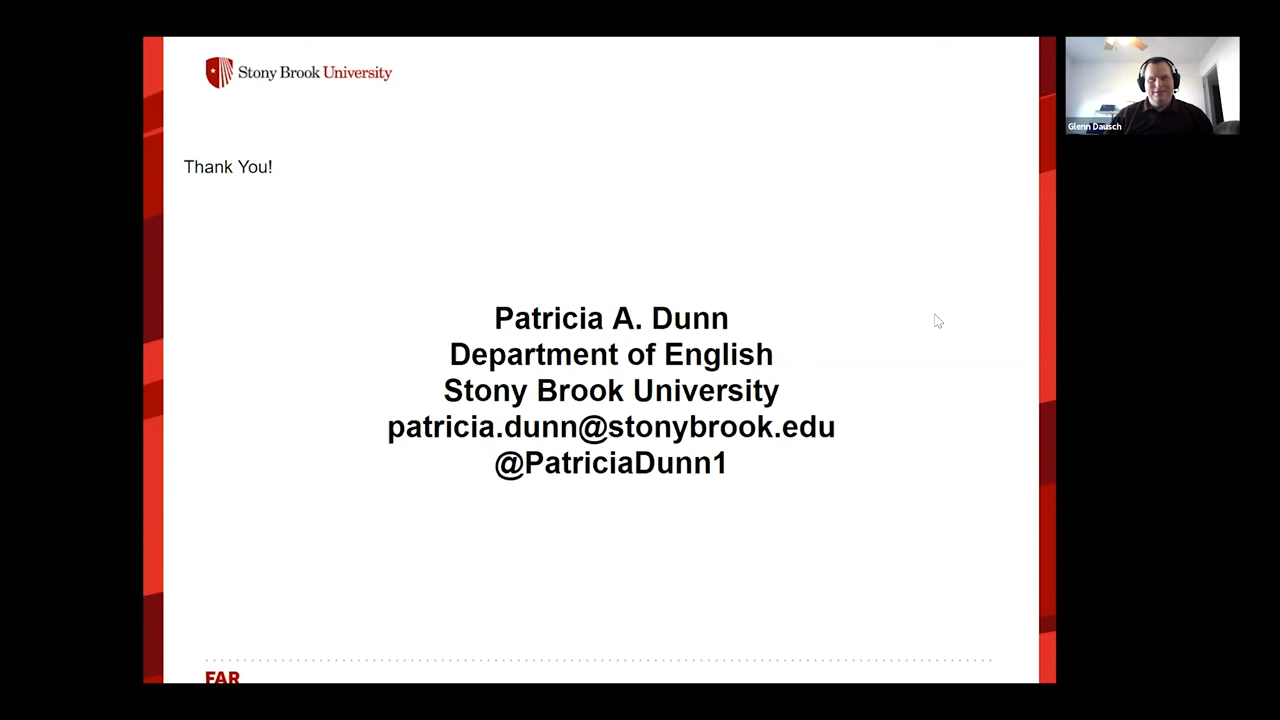 Stony Brook University
Glenn Dausch
Thank You!
Patricia A. Dunn
Department of English
Stony Brook University
patricia.dunn@stonybrook.edu
@PatriciaDunn1
FAR